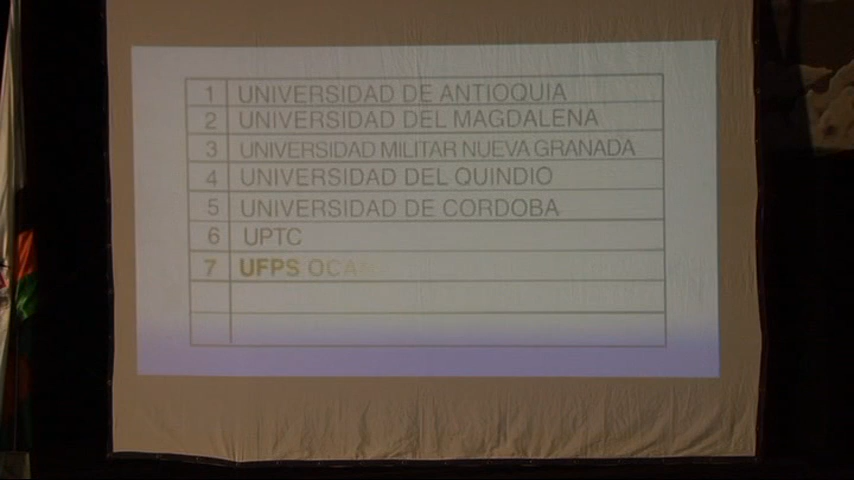 1 UNIVERSIDAD DE ANTIOQUIA
2 UNIVERSIDAD DEL MAGDALENA
3 UNIVERSIDAD MILITAR NUEVA GRANADA
4 UNIVERSIDAD DEL QUINDIO
5 UNIVERSIDAD DE CORDOBA
6 UPTC
7 UFPS